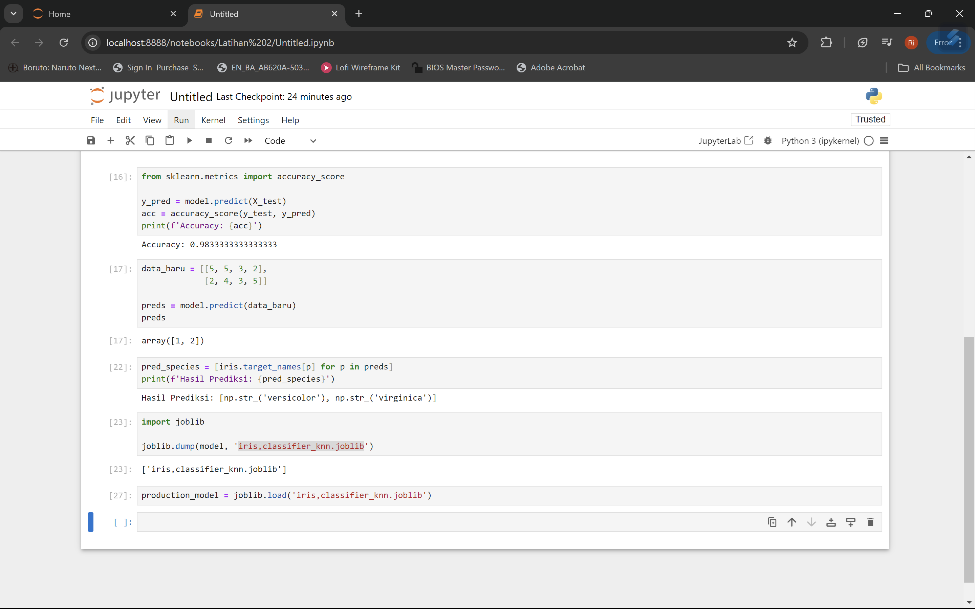 Home
Untitled
localhost:8888/notebooks/Latihan%202/Untitled.ipynb
Bi
Error
Boruto: Naruto Next...
Sign In · Purchase · S...
EN_BA_AB620A-503...
Lofi Wireframe Kit
BIOS Master Passwo...
Adobe Acrobat
All Bookmarks
jupyter Untitled Last Checkpoint: 24 minutes ago
File Edit View Run Kernel Settings Help
Trusted
Code
JupyterLab
Python 3 (ipykernel)
[16]: from sklearn.metrics import accuracy_score
y_pred = model.predict(X_test)
acc = accuracy_score(y_test, y_pred)
print(f'Accuracy: {acc}')
Accuracy: 0.9833333333333333
[17]: data_baru = [[5, 5, 3, 2],
[2, 4, 3, 5]]
preds = model.predict(data_baru)
preds
[17]: array([1, 2])
[22]: pred_species = [iris.target_names[p] for p in preds]
print(f'Hasil Prediksi: {pred_species}')
Hasil Prediksi: [np.str_('versicolor'), np.str_('virginica')]
[23]: import joblib
joblib.dump(model, 'iris,classifier_knn.joblib')
[23]: ['iris,classifier_knn.joblib']
[27]: production_model = joblib.load('iris,classifier_knn.joblib')
[ ]: